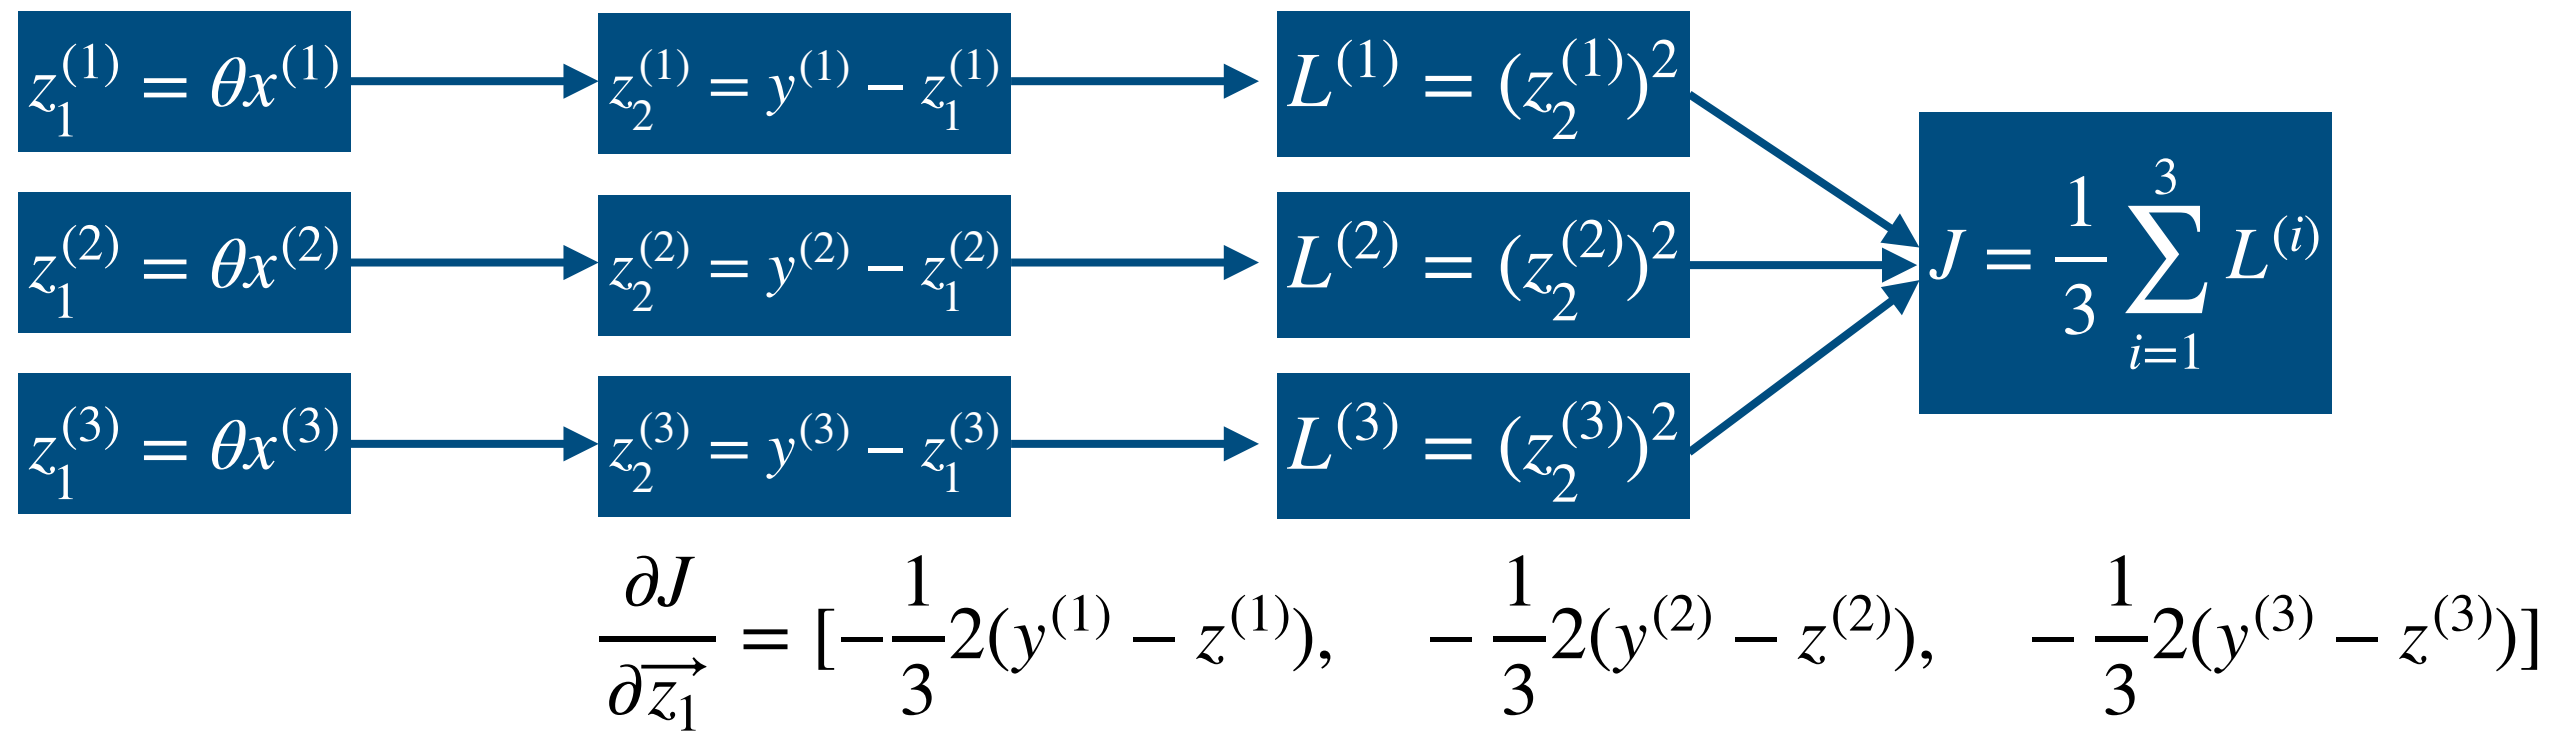 z_1^{(1)} = θx^{(1)}
z_2^{(1)} = y^{(1)} − z_1^{(1)}
L^{(1)} = (z_2^{(1)})^2
z_1^{(2)} = θx^{(2)}
z_2^{(2)} = y^{(2)} − z_1^{(2)}
L^{(2)} = (z_2^{(2)})^2
J = \frac{1}{3} \sum_{i=1}^{3} L^{(i)}
z_1^{(3)} = θx^{(3)}
z_2^{(3)} = y^{(3)} − z_1^{(3)}
L^{(3)} = (z_2^{(3)})^2
\frac{∂J}{∂\overrightarrow{z_1}} = [−\frac{1}{3}2(y^{(1)} − z^{(1)}), −\frac{1}{3}2(y^{(2)} − z^{(2)}), −\frac{1}{3}2(y^{(3)} − z^{(3)})]